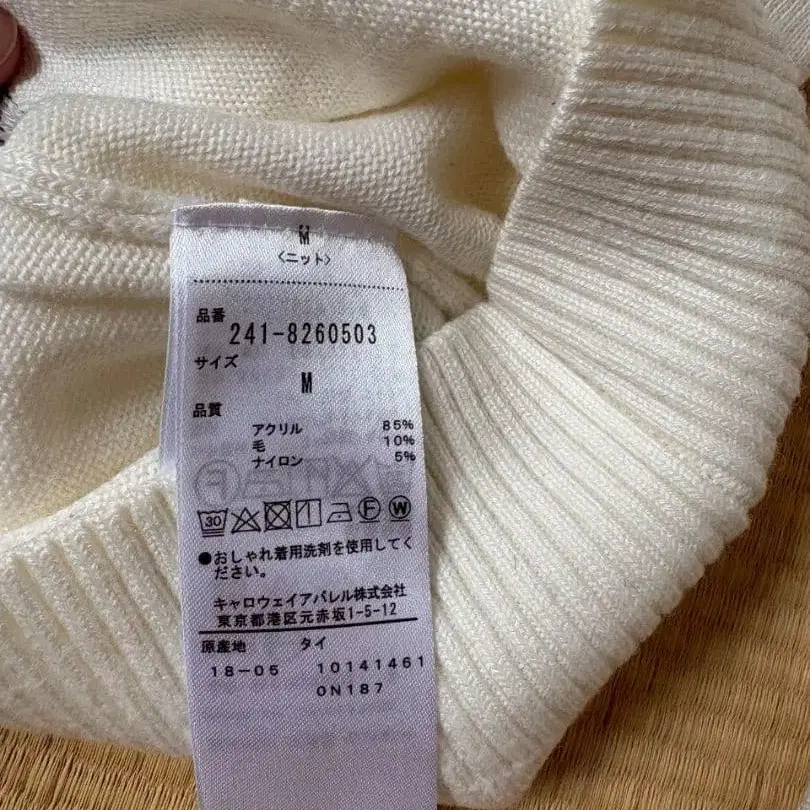 M
〈ニット〉
品番
241-8260503
サイズ
M
品質
アクリル 85%
毛 10%
ナイロン 5%
30 F W
●おしゃれ着用洗剤を使用してく
ださい。
キャロウェイアパレル株式会社
東京都港区元赤坂1-5-12
原産地 タイ
18-05 10141461
0N187